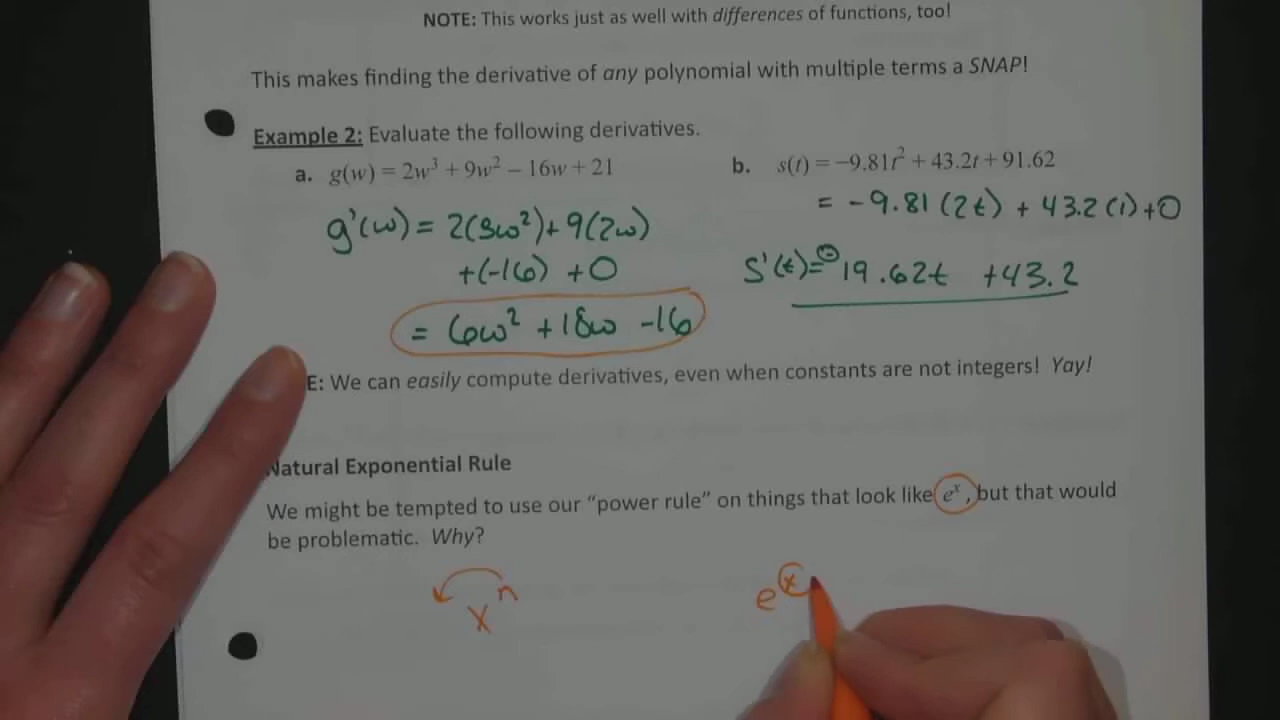 NOTE: This works just as well with differences of functions, too!
This makes finding the derivative of any polynomial with multiple terms a SNAP!
Example 2: Evaluate the following derivatives.
a. g(w) = 2w³ + 9w² − 16w + 21
b. s(t) = −9.81t² + 43.2t + 91.62
g'(w) = 2(3w²) + 9(2w)
+(-16) + 0
= 6w² + 18w - 16
= -9.81(2t) + 43.2(1) + 0
S'(t) = -19.62t + 43.2
E: We can easily compute derivatives, even when constants are not integers! Yay!
Natural Exponential Rule
We might be tempted to use our “power rule” on things that look like eˣ, but that would
be problematic. Why?
xⁿ
eˣ